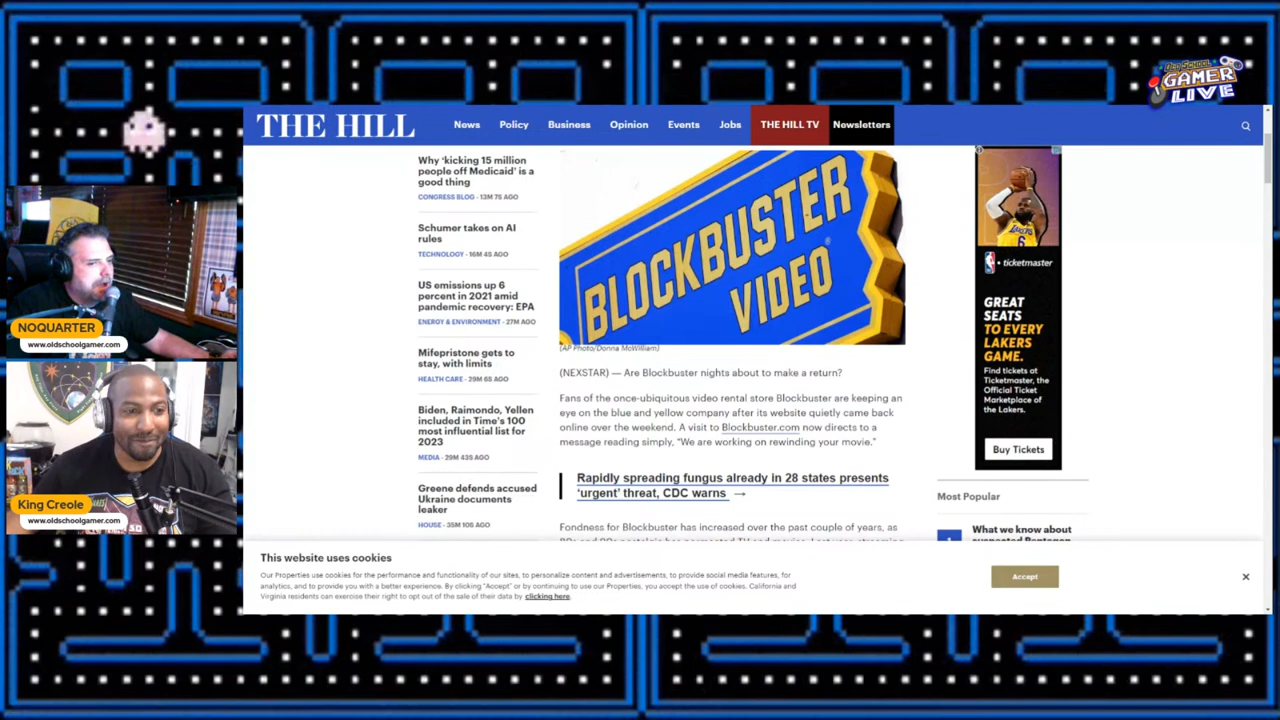 OLD SCHOOL
GAMER
LIVE
THE HILL
News
Policy
Business
Opinion
Events
Jobs
THE HILL TV
Newsletters
Why ‘kicking 15 million
people off Medicaid’ is a
good thing
CONGRESS BLOG - 13M 7S AGO
Schumer takes on AI
rules
TECHNOLOGY - 16M 4S AGO
US emissions up 6
percent in 2021 amid
pandemic recovery: EPA
ENERGY & ENVIRONMENT - 27M AGO
Mifepristone gets to
stay, with limits
HEALTH CARE - 29M 6S AGO
Biden, Raimondo, Yellen
included in Time's 100
most influential list for
2023
MEDIA - 29M 43S AGO
Greene defends accused
Ukraine documents
leaker
HOUSE - 35M 10S AGO
BLOCKBUSTER
VIDEO
®
(AP Photo/Donna McWilliam)
(NEXSTAR) — Are Blockbuster nights about to make a return?
Fans of the once-ubiquitous video rental store Blockbuster are keeping an
eye on the blue and yellow company after its website quietly came back
online over the weekend. A visit to Blockbuster.com now directs to a
message reading simply, “We are working on rewinding your movie.”
Rapidly spreading fungus already in 28 states presents
‘urgent’ threat, CDC warns →
Fondness for Blockbuster has increased over the past couple of years, as
LAKERS
6
NBA • ticketmaster
GREAT
SEATS
TO EVERY
LAKERS
GAME.
Find tickets at
Ticketmaster, the
Official Ticket
Marketplace of
the Lakers.
Buy Tickets
Most Popular
1
What we know about
suspected Pentagon
NOQUARTER
www.oldschoolgamer.com
King Creole
www.oldschoolgamer.com
This website uses cookies
Our Properties use cookies for the performance and functionality of our sites, to personalize content and advertisements, to provide social media features, for
analytics, and to provide you with a better experience. By clicking "Accept" or by continuing to use our Properties, you accept the use of cookies. California and
Virginia residents can exercise their right to opt out of the sale of their data by clicking here.
Accept